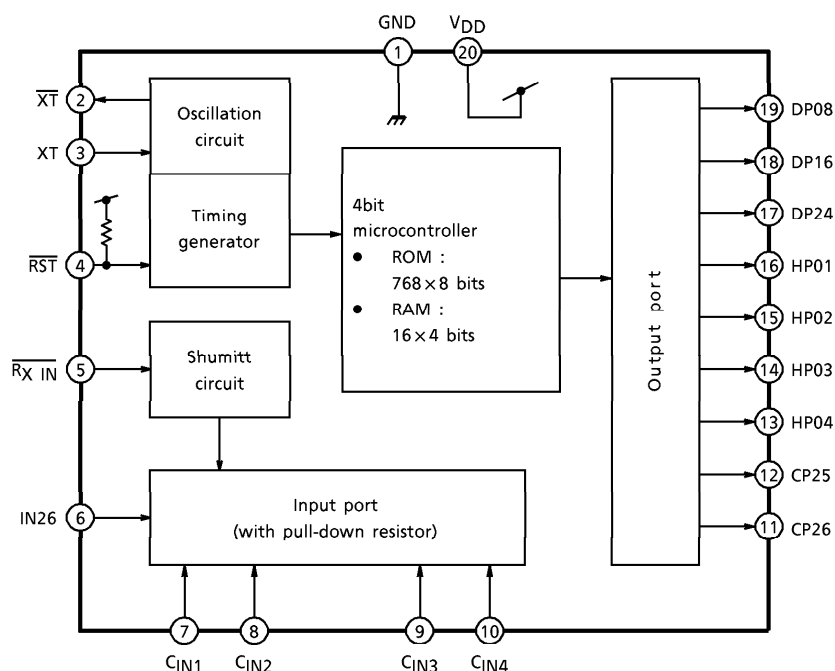 GND
VDD
1
20
XT
2
XT
3
RST
4
RX IN
5
IN26
6
Oscillation
circuit
Timing
generator
Shumitt
circuit
4bit
microcontroller
● ROM :
768×8 bits
● RAM :
16×4 bits
Input port
(with pull-down resistor)
Output port
19 DP08
18 DP16
17 DP24
16 HP01
15 HP02
14 HP03
13 HP04
12 CP25
11 CP26
7
8
9
10
CIN1
CIN2
CIN3
CIN4